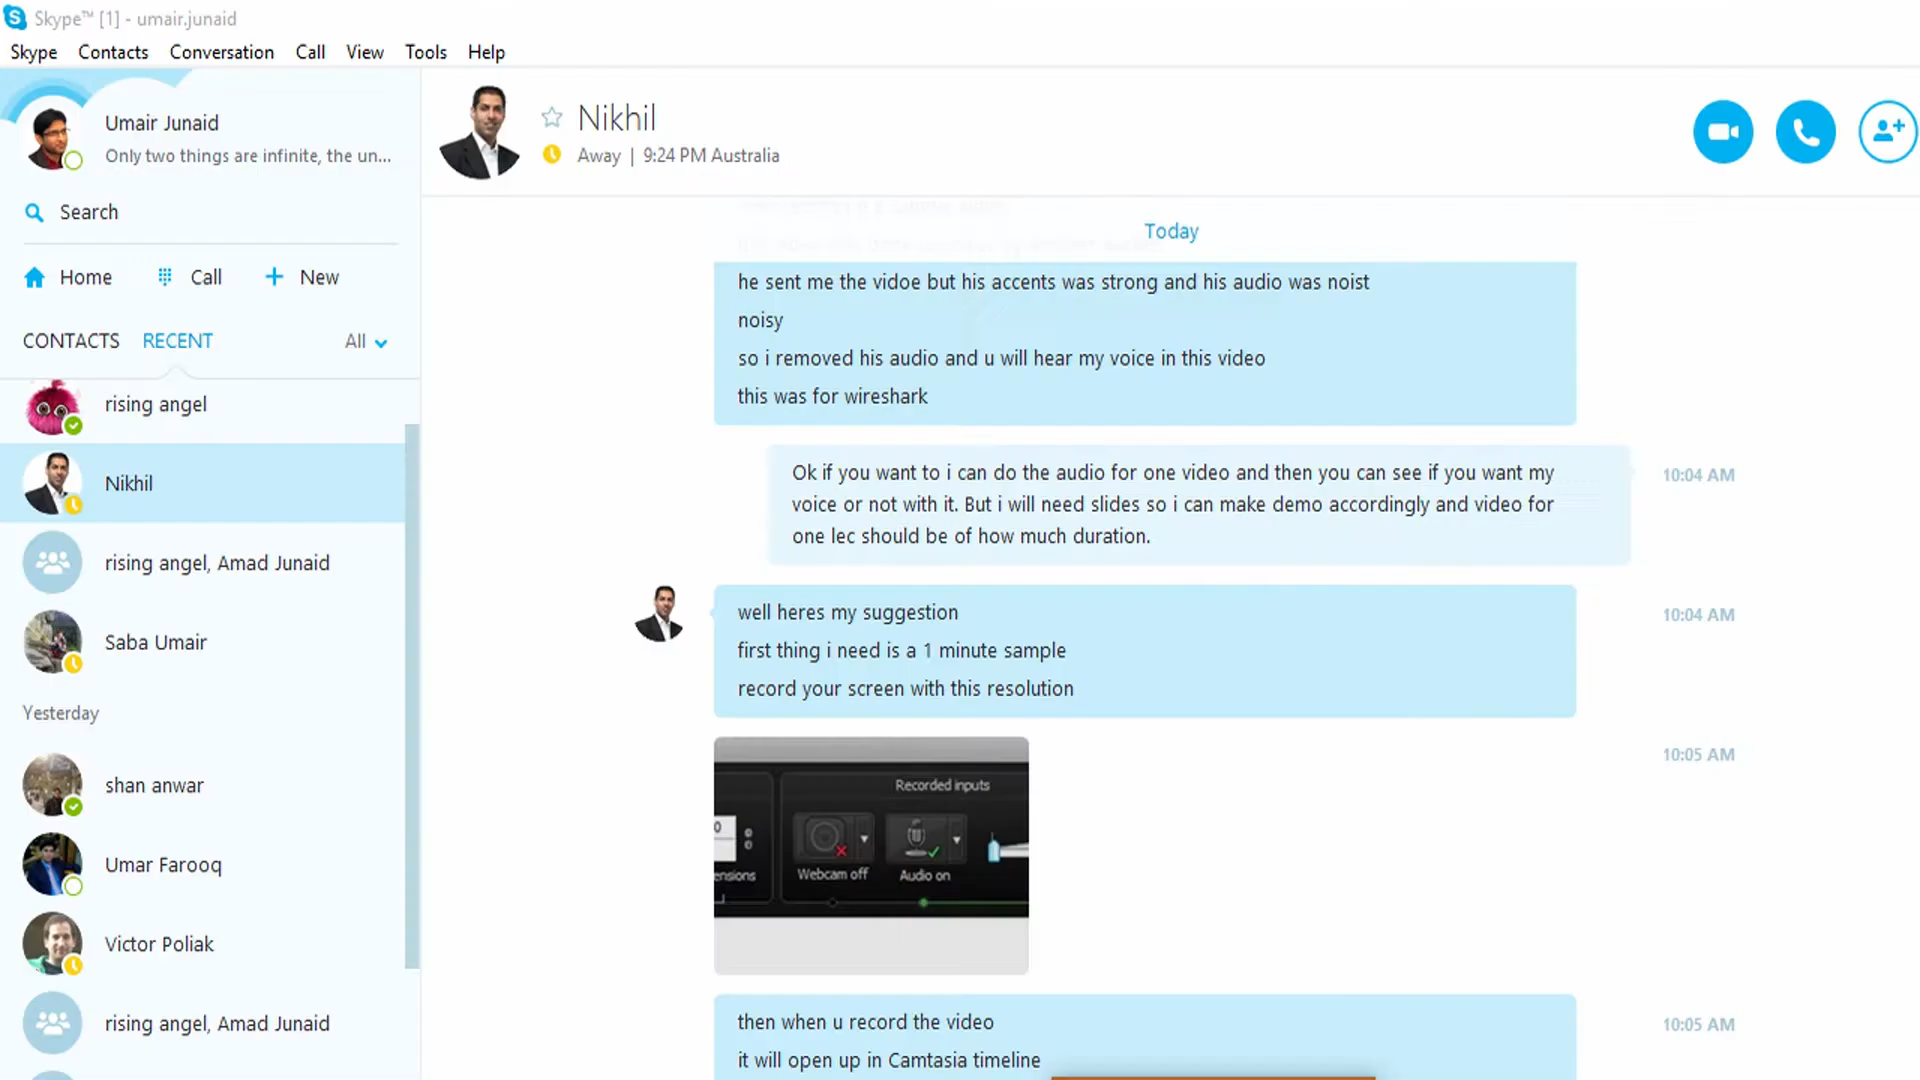 Skype™ [1] - umair.junaid
Skype Contacts Conversation Call View Tools Help
Umair Junaid
Only two things are infinite, the un...
Search
Home Call New
CONTACTS RECENT All
rising angel
Nikhil
rising angel, Amad Junaid
Saba Umair
Yesterday
shan anwar
Umar Farooq
Victor Poliak
rising angel, Amad Junaid
Nikhil
Away | 9:24 PM Australia
Today
he sent me the vidoe but his accents was strong and his audio was noist
noisy
so i removed his audio and u will hear my voice in this video
this was for wireshark
Ok if you want to i can do the audio for one video and then you can see if you want my 10:04 AM
voice or not with it. But i will need slides so i can make demo accordingly and video for
one lec should be of how much duration.
well heres my suggestion 10:04 AM
first thing i need is a 1 minute sample
record your screen with this resolution
10:05 AM
Recorded inputs
0
ensions Webcam off Audio on
then when u record the video 10:05 AM
it will open up in Camtasia timeline